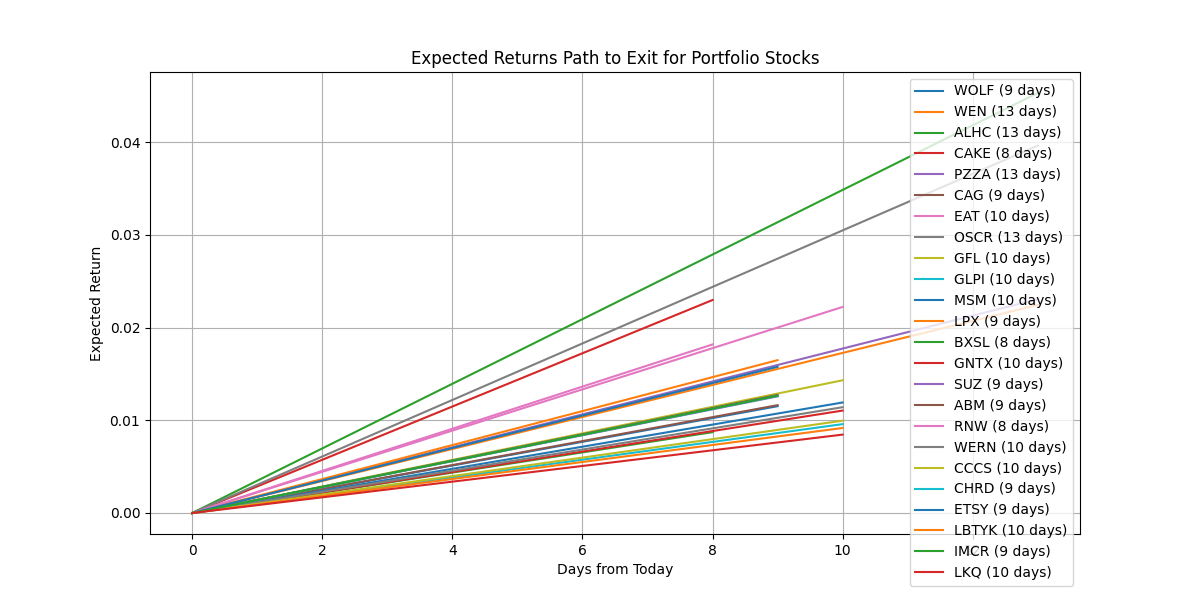 Expected Returns Path to Exit for Portfolio Stocks
Expected Return
0.04
0.03
0.02
0.01
0.00
0
2
4
6
8
10
Days from Today
WOLF (9 days)
WEN (13 days)
ALHC (13 days)
CAKE (8 days)
PZZA (13 days)
CAG (9 days)
EAT (10 days)
OSCR (13 days)
GFL (10 days)
GLPI (10 days)
MSM (10 days)
LPX (9 days)
BXSL (8 days)
GNTX (10 days)
SUZ (9 days)
ABM (9 days)
RNW (8 days)
WERN (10 days)
CCCS (10 days)
CHRD (9 days)
ETSY (9 days)
LBTYK (10 days)
IMCR (9 days)
LKQ (10 days)